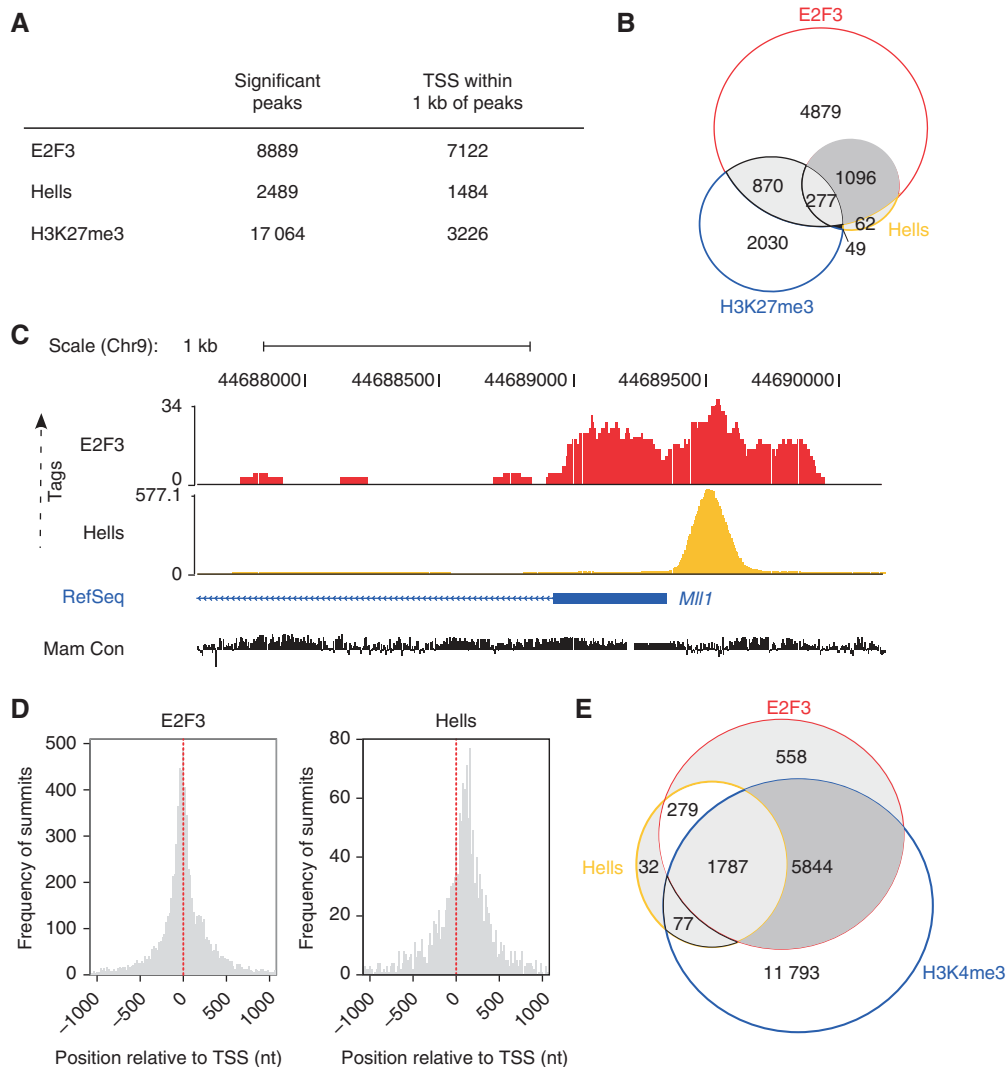 A
Significant peaks
TSS within 1 kb of peaks
E2F3 8889 7122
Hells 2489 1484
H3K27me3 17 064 3226
B
E2F3
4879
870
1096
277
62
Hells
49
2030
H3K27me3
C
Scale (Chr9): 1 kb
44688000 44688500 44689000 44689500 44690000
34
E2F3
0
Tags
577.1
Hells
0
RefSeq
Mll1
Mam Con
D
E2F3
500
400
300
200
100
0
Frequency of summits
–1000 –500 0 500 1000
Position relative to TSS (nt)
Hells
80
60
40
20
0
Frequency of summits
–1000 –500 0 500 1000
Position relative to TSS (nt)
E
E2F3
558
279
Hells
32
1787
5844
77
H3K4me3
11 793